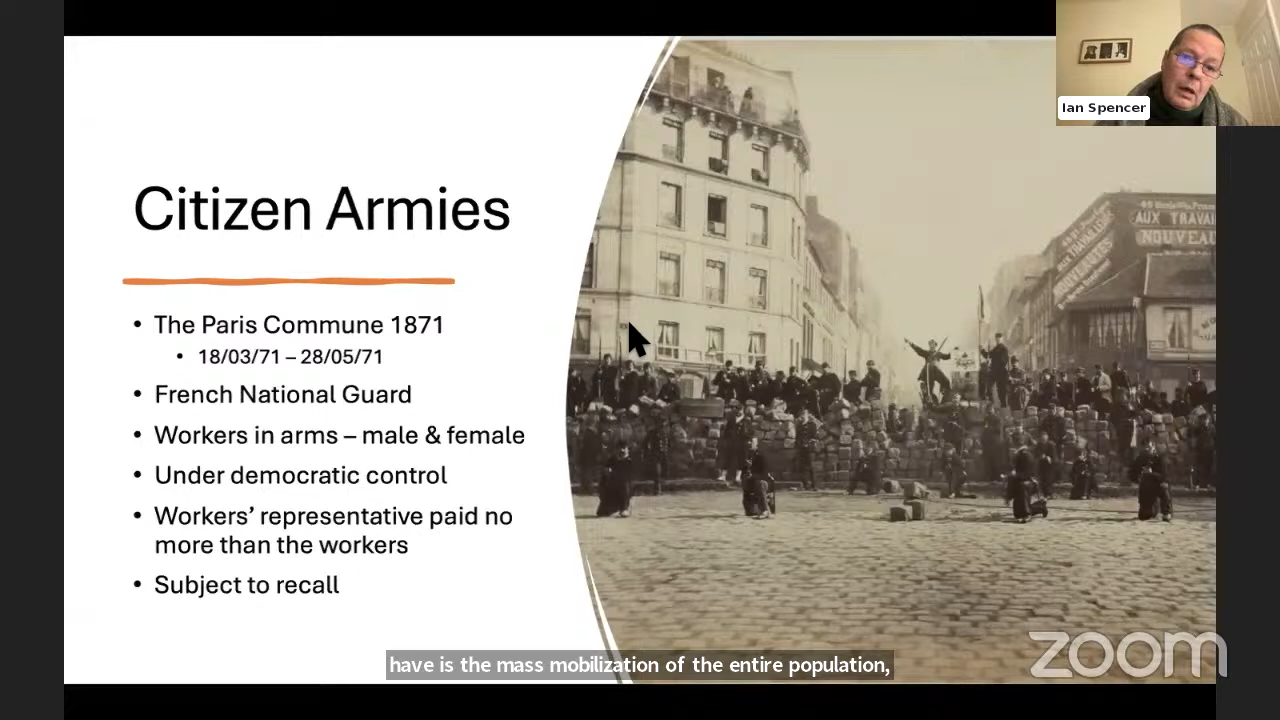 Ian Spencer
Citizen Armies
• The Paris Commune 1871
• 18/03/71 – 28/05/71
• French National Guard
• Workers in arms – male & female
• Under democratic control
• Workers’ representative paid no
more than the workers
• Subject to recall
AUX TRAVAI
NOUVEAU
have is the mass mobilization of the entire population,
zoom